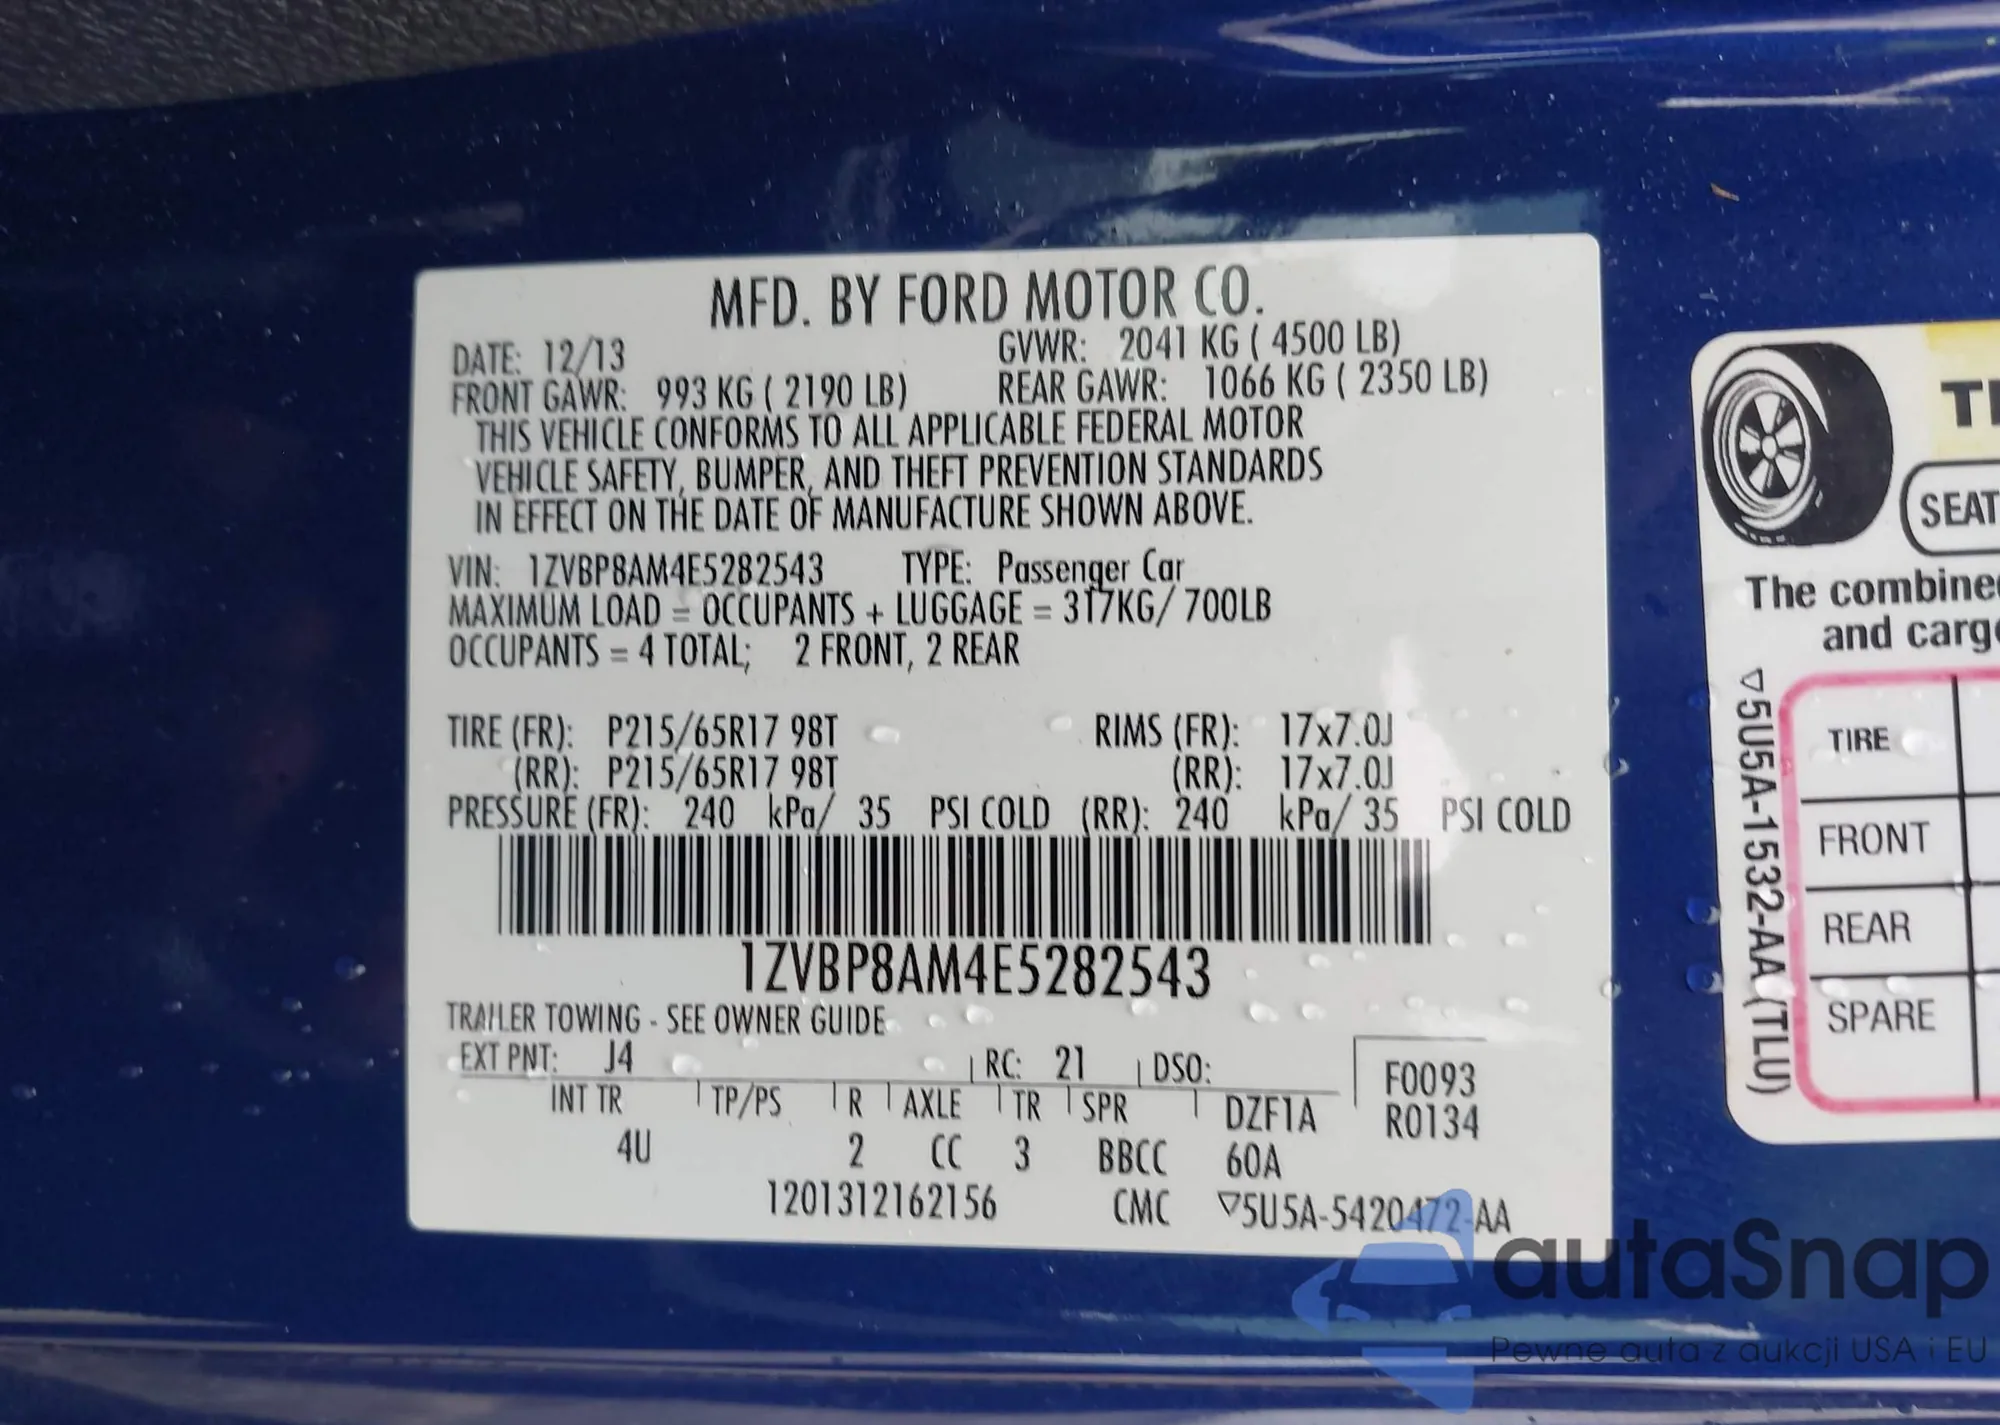 MFD. BY FORD MOTOR CO.
DATE: 12/13 GVWR: 2041 KG ( 4500 LB)
FRONT GAWR: 993 KG ( 2190 LB) REAR GAWR: 1066 KG ( 2350 LB)
THIS VEHICLE CONFORMS TO ALL APPLICABLE FEDERAL MOTOR
VEHICLE SAFETY, BUMPER, AND THEFT PREVENTION STANDARDS
IN EFFECT ON THE DATE OF MANUFACTURE SHOWN ABOVE.
VIN: 1ZVBP8AM4E5282543 TYPE: Passenger Car
MAXIMUM LOAD = OCCUPANTS + LUGGAGE = 317KG/ 700LB
OCCUPANTS = 4 TOTAL; 2 FRONT, 2 REAR
TIRE (FR): P215/65R17 98T RIMS (FR): 17x7.0J
(RR): P215/65R17 98T (RR): 17x7.0J
PRESSURE (FR): 240 kPa/ 35 PSI COLD (RR): 240 kPa/ 35 PSI COLD
1ZVBP8AM4E5282543
TRAILER TOWING - SEE OWNER GUIDE
EXT PNT: J4 RC: 21 DSO: F0093
INT TR TP/PS R AXLE TR SPR DZF1A R0134
4U 2 CC 3 BBCC 60A
1201312162156 CMC ▽5U5A-5420472-AA
SEAT
The combine
and carg
▽5U5A-1532-AA (TLU)
TIRE
FRONT
REAR
SPARE
autaSnap
Pewne auta z aukcji USA i EU